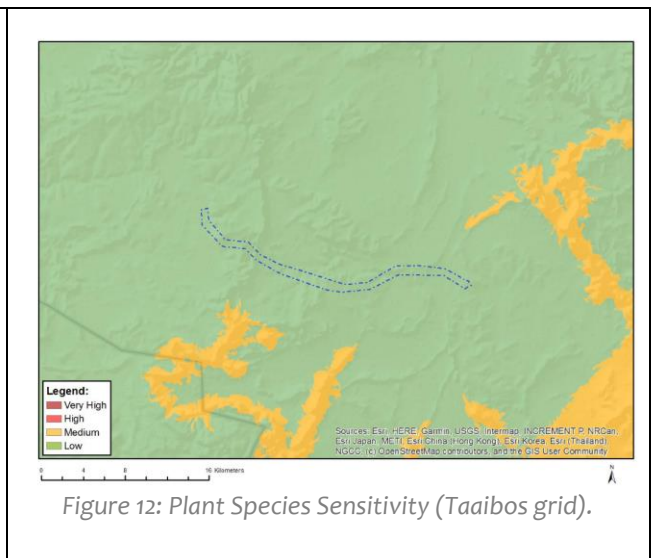 Legend:
Very High
High
Medium
Low
Sources: Esri, HERE, Garmin, USGS, Intermap, INCREMENT P, NRCan,
Esri Japan, METI, Esri China (Hong Kong), Esri Korea, Esri (Thailand),
NGCC, (c) OpenStreetMap contributors, and the GIS User Community
0 4 8 16 Kilometers
N
Figure 12: Plant Species Sensitivity (Taaibos grid).